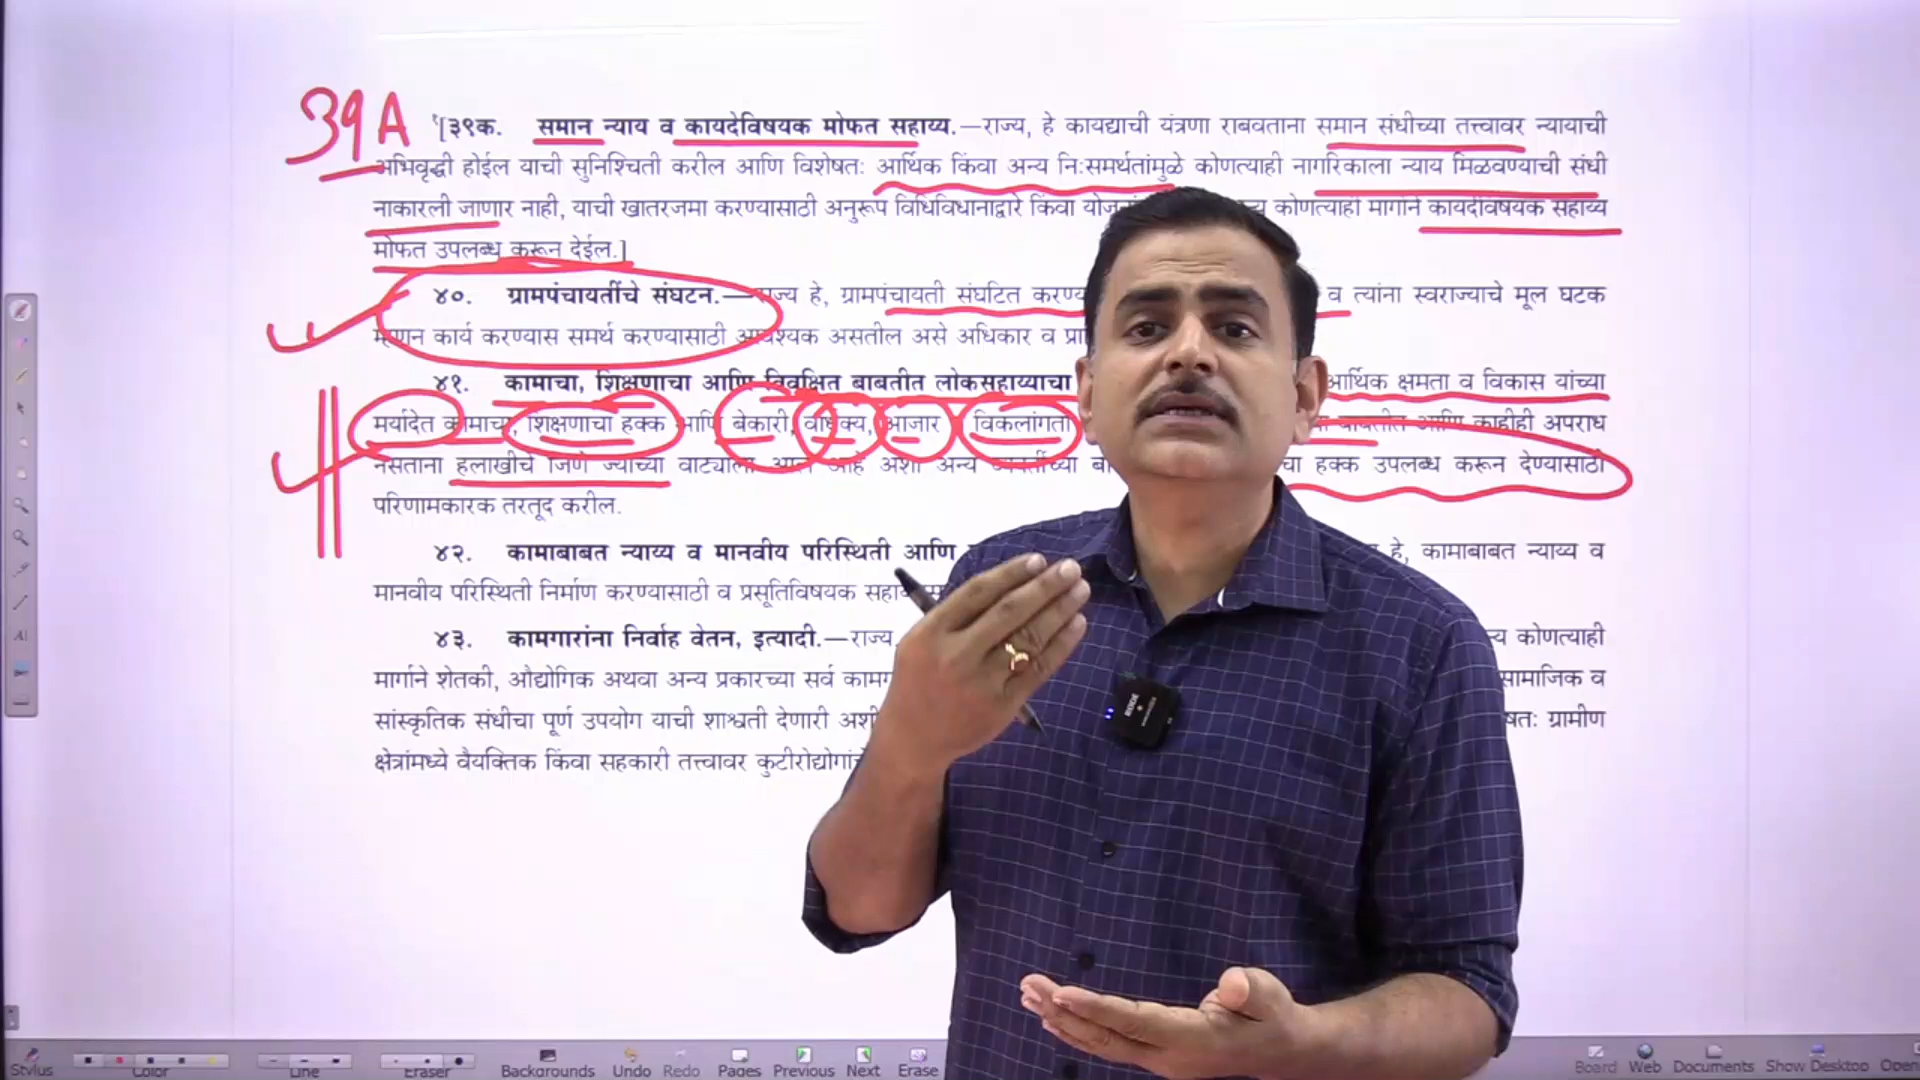 39A
१[३९क. समान न्याय व कायदेविषयक मोफत सहाय्य.—राज्य, हे कायद्याची यंत्रणा राबवताना समान संधीच्या तत्त्वावर न्यायाची
अभिवृद्धी होईल याची सुनिश्चिती करील आणि विशेषत: आर्थिक किंवा अन्य नि:समर्थतांमुळे कोणत्याही नागरिकाला न्याय मिळवण्याची संधी
नाकारली जाणार नाही, याची खातरजमा करण्यासाठी अनुरूप विधिविधानाद्वारे किंवा कोणत्याही मार्गाने कायदेविषयक सहाय्य
मोफत उपलब्ध करून देईल.]
४०. ग्रामपंचायतींचे संघटन.—राज्य हे, ग्रामपंचायती संघटित व त्यांना स्वराज्याचे मूल घटक
म्हणून कार्य करण्यास समर्थ करण्यासाठी आवश्यक असतील असे अधिकार व
४१. कामाचा, शिक्षणाचा आणि विवक्षित बाबतीत लोकसहाय्याचा आर्थिक क्षमता व विकास यांच्या
मर्यादेत कामाचा, शिक्षणाचा हक्क आणि बेकारी, वार्धक्य, आजार विकलांगता बाबतीत आणि काहीही अपराध
नसताना हलाखीचे जिणे ज्यांच्या वाट्याला आले आहे अशा अन्य व्यक्तींच्या हक्क उपलब्ध करून देण्यासाठी
परिणामकारक तरतूद करील.
४२. कामाबाबत न्याय्य व मानवीय परिस्थिती आणि हे, कामाबाबत न्याय्य व
मानवीय परिस्थिती निर्माण करण्यासाठी व प्रसूतिविषयक
४३. कामगारांना निर्वाह वेतन, इत्यादी.—राज्य, कोणत्याही
मार्गाने शेतकी, औद्योगिक अथवा अन्य प्रकारच्या सर्व सामाजिक व
सांस्कृतिक संधीचा पूर्ण उपयोग याची शाश्वती देणारी ग्रामीण
क्षेत्रांमध्ये वैयक्तिक किंवा सहकारी तत्त्वावर
RODE
Stylus Color Line Eraser Backgrounds Undo Redo Pages Previous Next Erase Board Web Documents Show Desktop Open